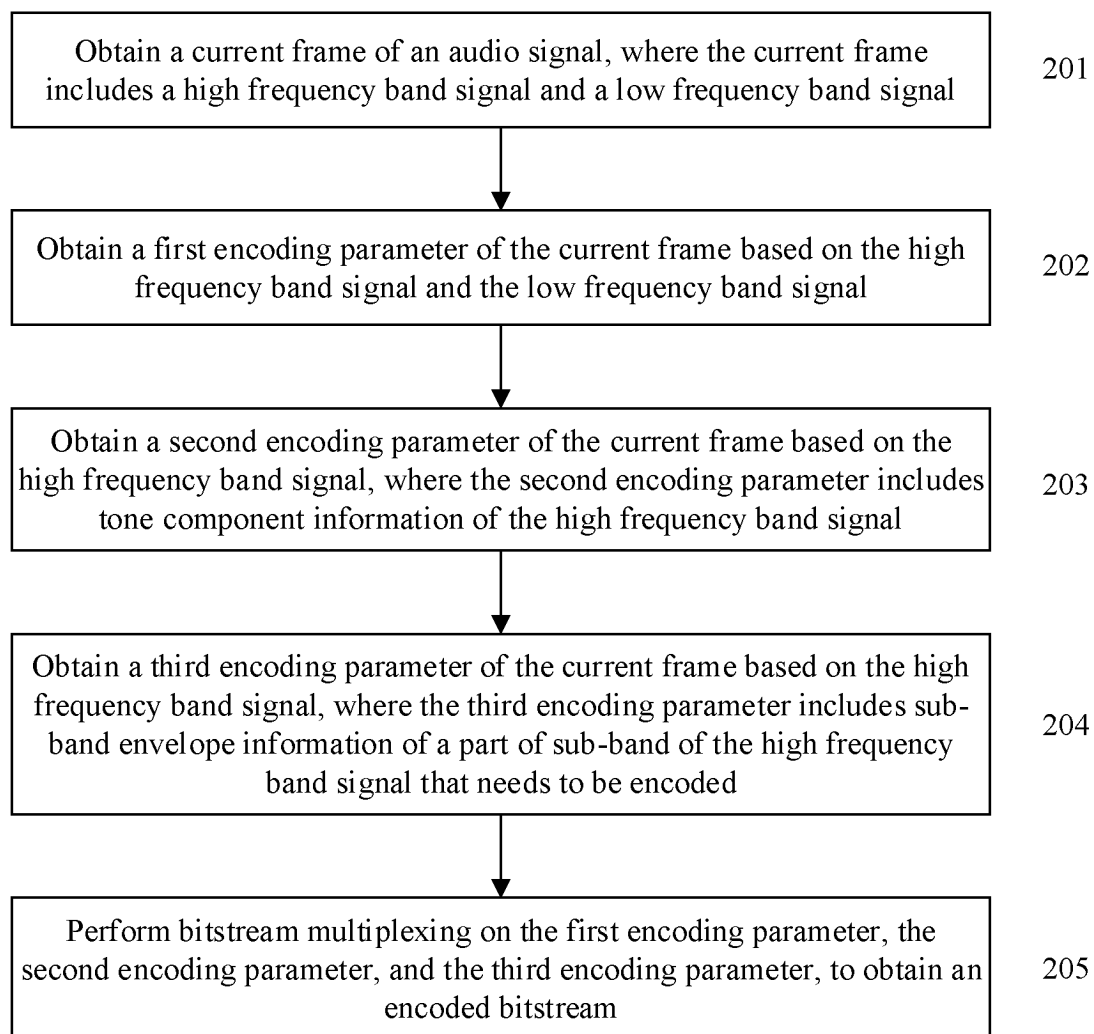 Obtain a current frame of an audio signal, where the current frame
includes a high frequency band signal and a low frequency band signal
201
Obtain a first encoding parameter of the current frame based on the high
frequency band signal and the low frequency band signal
202
Obtain a second encoding parameter of the current frame based on the
high frequency band signal, where the second encoding parameter includes
tone component information of the high frequency band signal
203
Obtain a third encoding parameter of the current frame based on the high
frequency band signal, where the third encoding parameter includes sub-
band envelope information of a part of sub-band of the high frequency
band signal that needs to be encoded
204
Perform bitstream multiplexing on the first encoding parameter, the
second encoding parameter, and the third encoding parameter, to obtain an
encoded bitstream
205